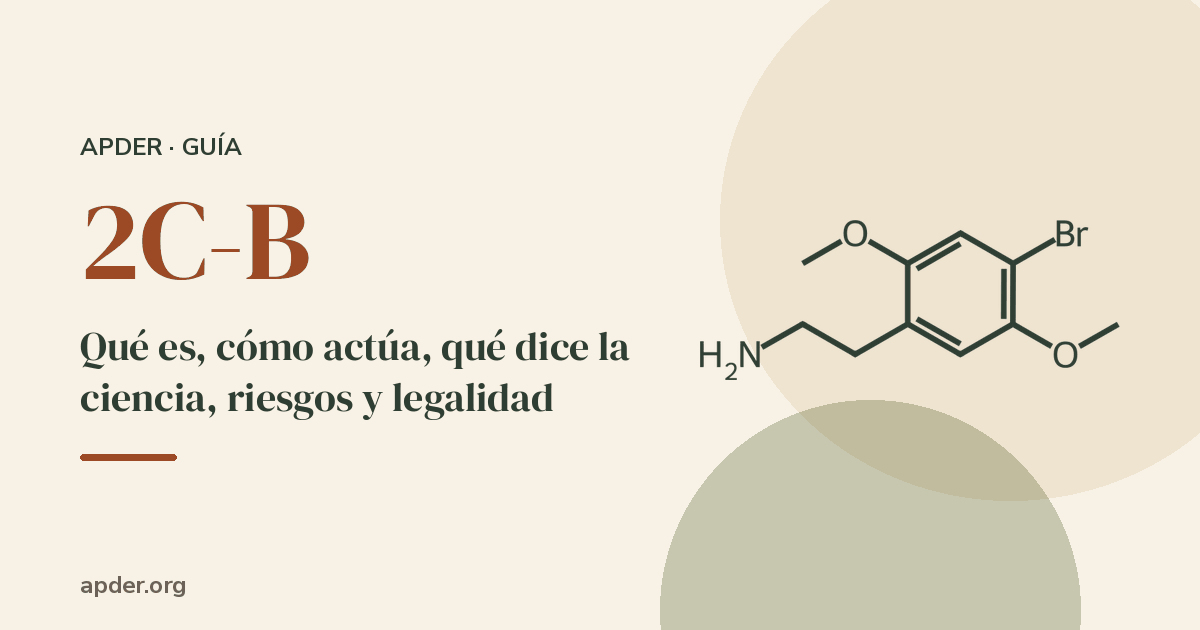 APDER · GUÍA
2C-B
Qué es, cómo actúa, qué dice la
ciencia, riesgos y legalidad
O
Br
H2N
O
apder.org